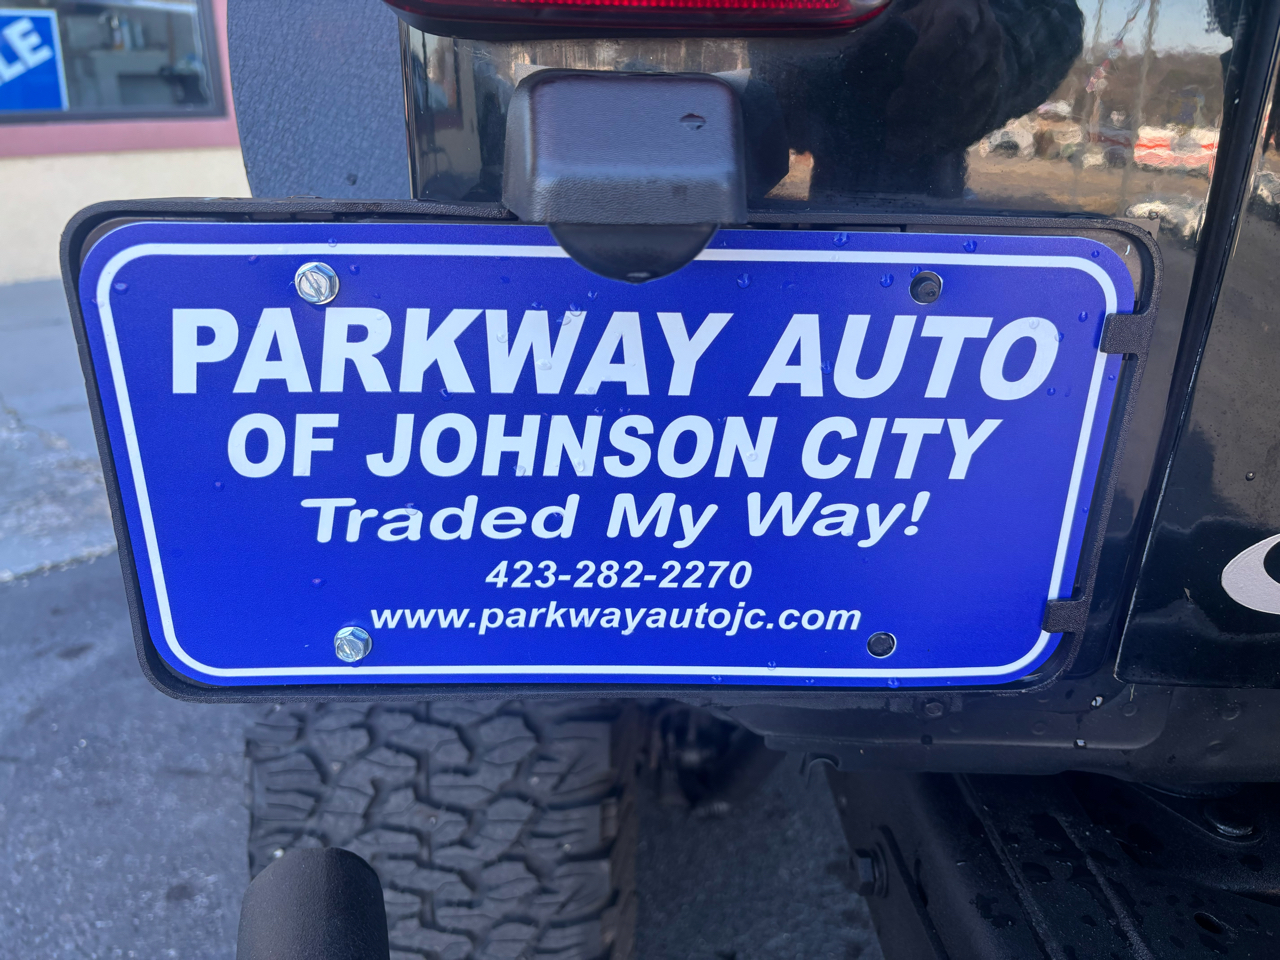 PARKWAY AUTO
OF JOHNSON CITY
Traded My Way!
423-282-2270
www.parkwayautojc.com